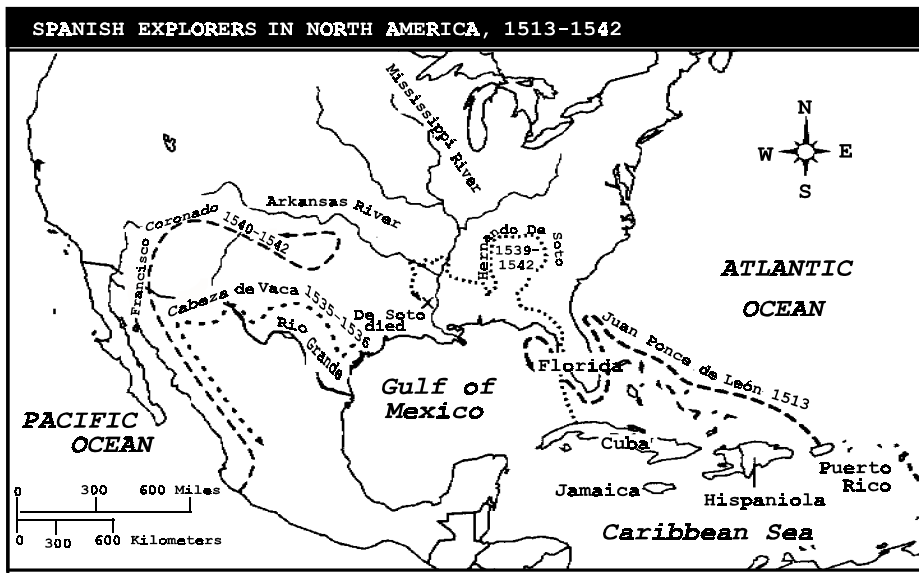 SPANISH EXPLORERS IN NORTH AMERICA, 1513-1542
Mississippi River
N
W E
S
Arkansas River
Francisco Coronado 1540-1542
Hernando De Soto
1539-
1542
ATLANTIC
OCEAN
Cabeza de Vaca 1535-1536
De Soto
died
Rio
Grande
Juan Ponce de León 1513
Florida
Gulf of
Mexico
PACIFIC
OCEAN
Cuba
Puerto
Rico
Jamaica
Hispaniola
Caribbean Sea
0 300 600 Miles
0 300 600 Kilometers